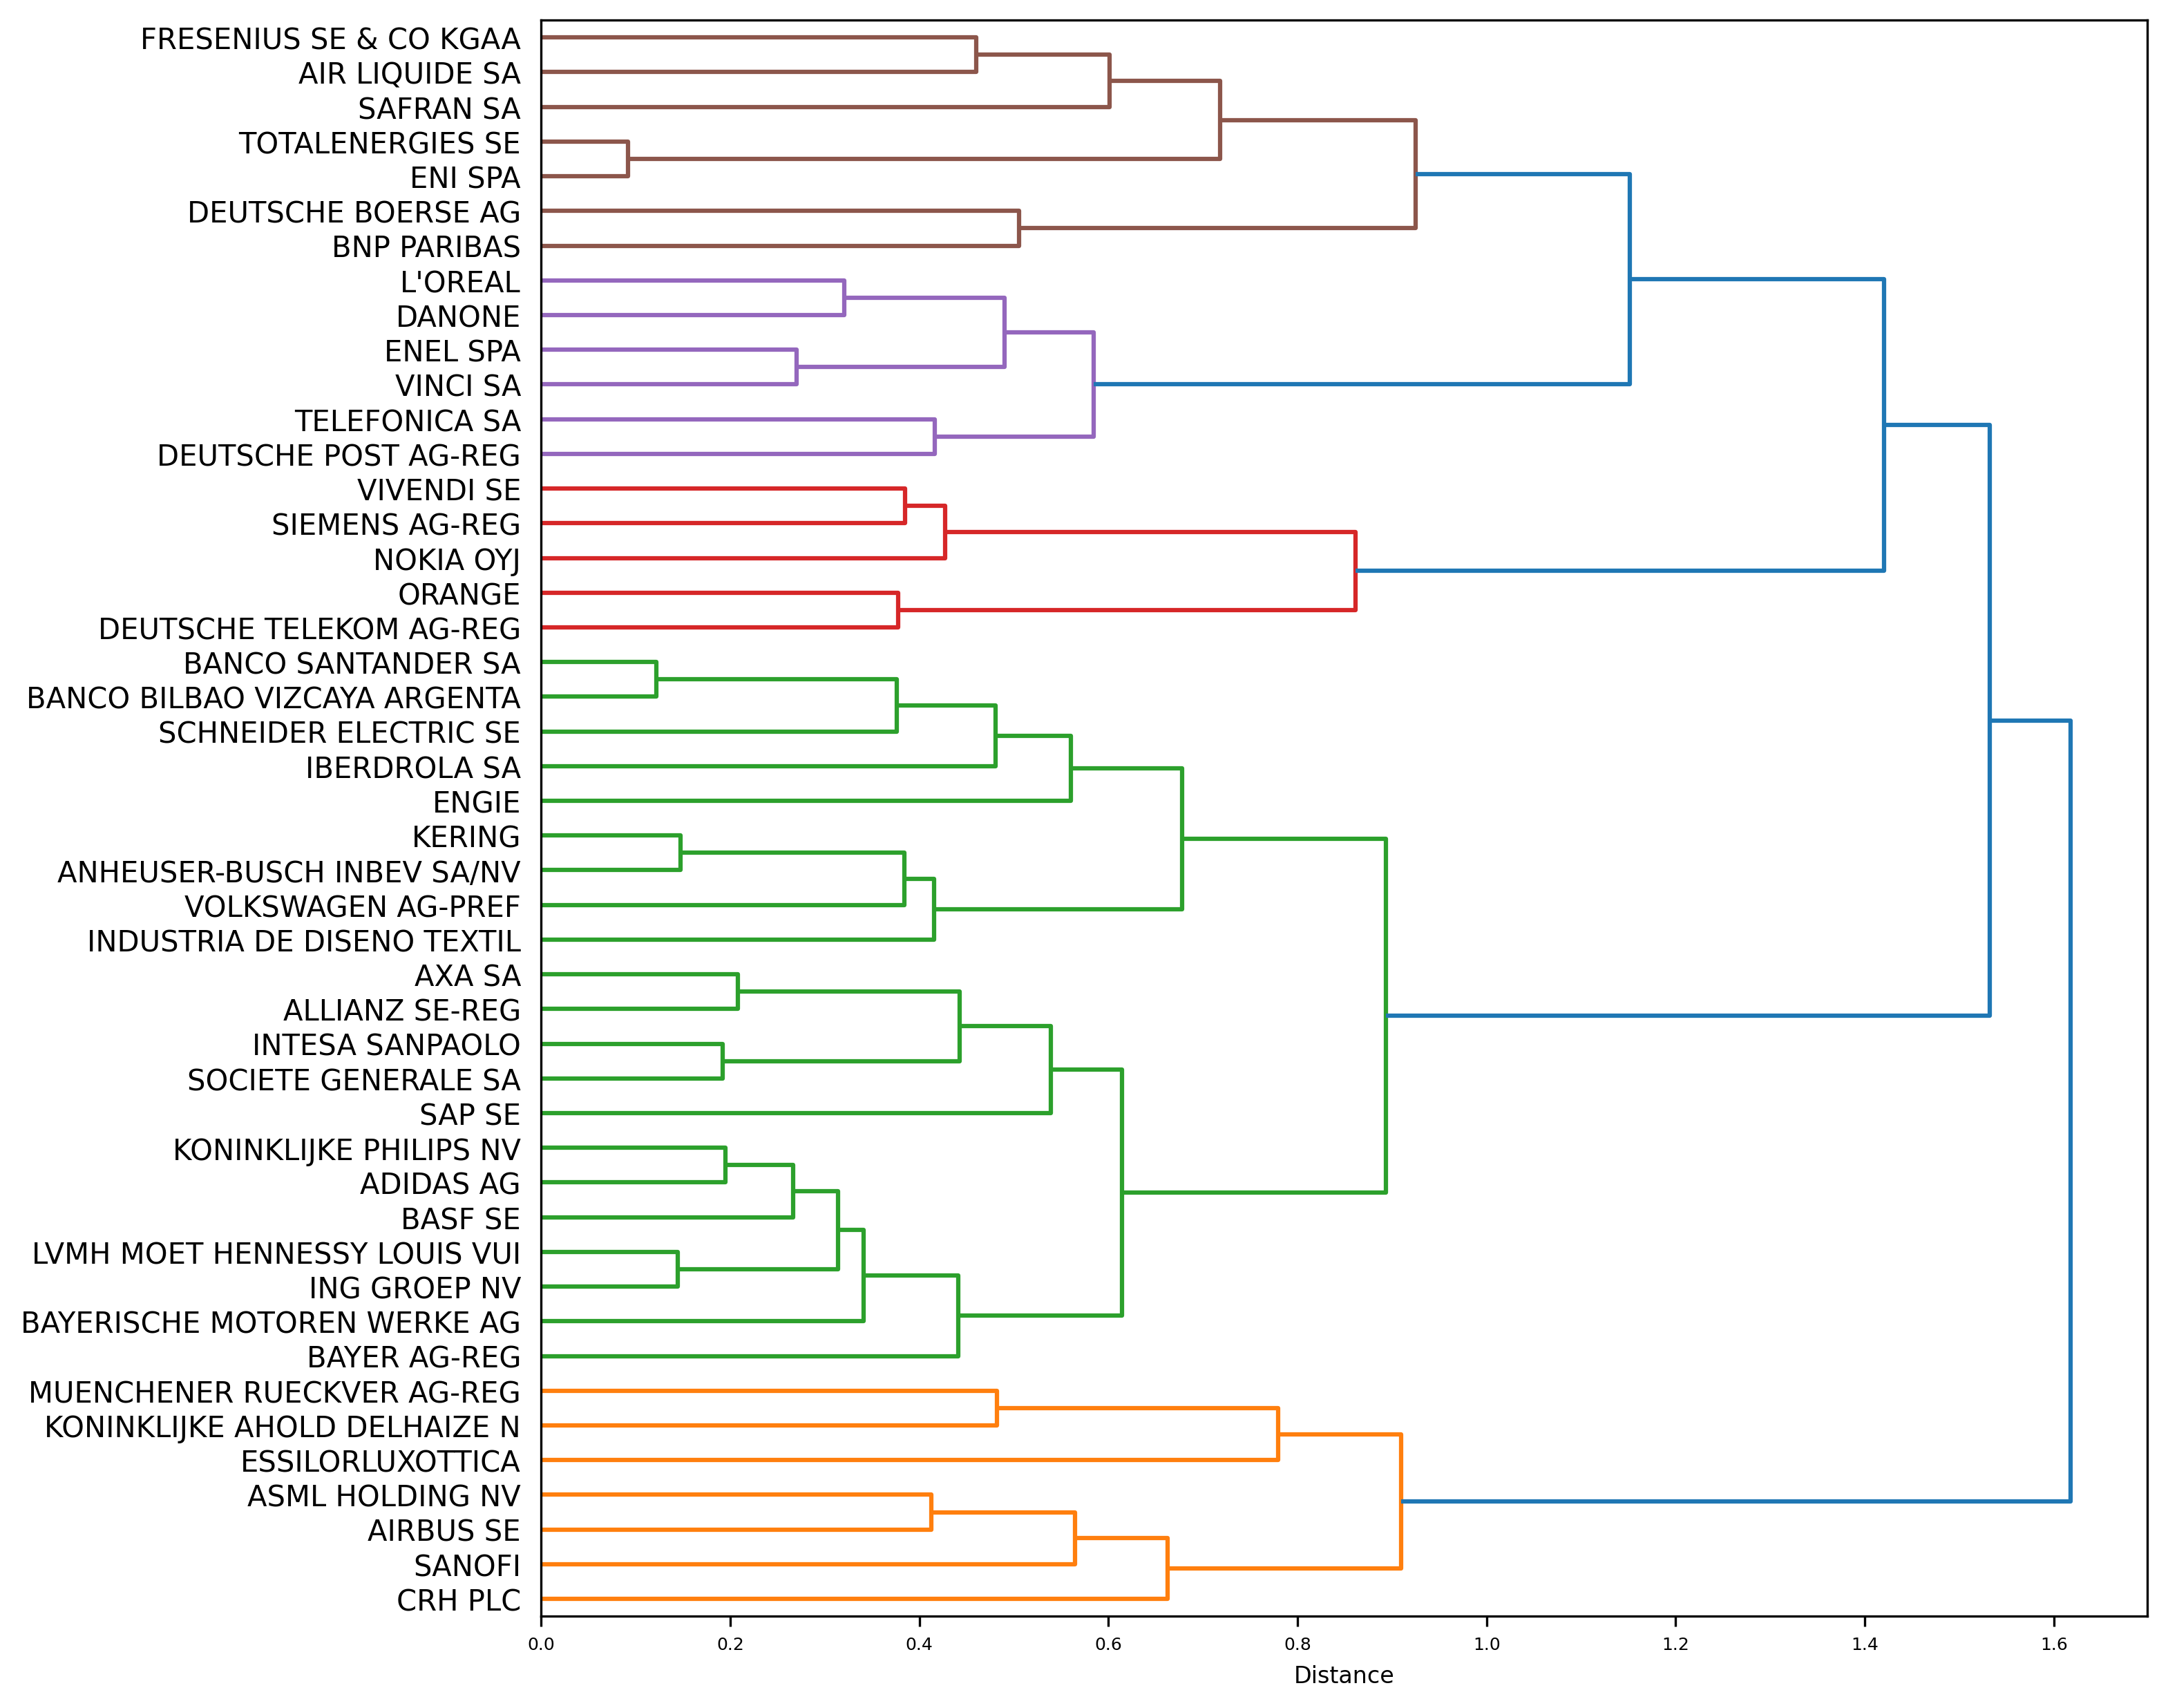 FRESENIUS SE & CO KGAA
AIR LIQUIDE SA
SAFRAN SA
TOTALENERGIES SE
ENI SPA
DEUTSCHE BOERSE AG
BNP PARIBAS
L'OREAL
DANONE
ENEL SPA
VINCI SA
TELEFONICA SA
DEUTSCHE POST AG-REG
VIVENDI SE
SIEMENS AG-REG
NOKIA OYJ
ORANGE
DEUTSCHE TELEKOM AG-REG
BANCO SANTANDER SA
BANCO BILBAO VIZCAYA ARGENTA
SCHNEIDER ELECTRIC SE
IBERDROLA SA
ENGIE
KERING
ANHEUSER-BUSCH INBEV SA/NV
VOLKSWAGEN AG-PREF
INDUSTRIA DE DISENO TEXTIL
AXA SA
ALLIANZ SE-REG
INTESA SANPAOLO
SOCIETE GENERALE SA
SAP SE
KONINKLIJKE PHILIPS NV
ADIDAS AG
BASF SE
LVMH MOET HENNESSY LOUIS VUI
ING GROEP NV
BAYERISCHE MOTOREN WERKE AG
BAYER AG-REG
MUENCHENER RUECKVER AG-REG
KONINKLIJKE AHOLD DELHAIZE N
ESSILORLUXOTTICA
ASML HOLDING NV
AIRBUS SE
SANOFI
CRH PLC
0.0 0.2 0.4 0.6 0.8 1.0 1.2 1.4 1.6
Distance